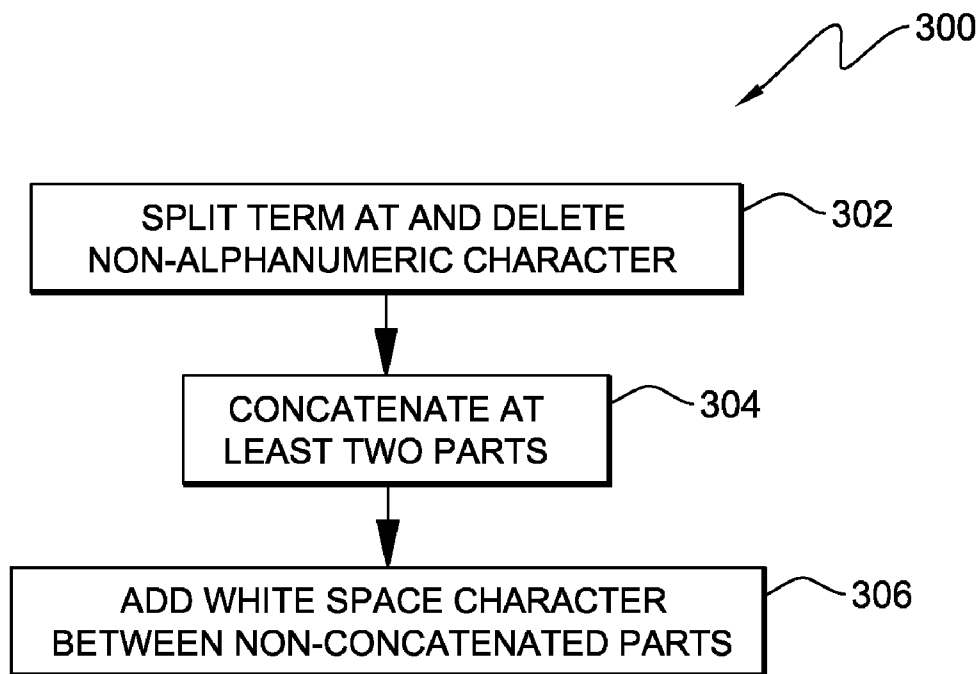 300
SPLIT TERM AT AND DELETE
NON-ALPHANUMERIC CHARACTER
302
CONCATENATE AT
LEAST TWO PARTS
304
ADD WHITE SPACE CHARACTER
BETWEEN NON-CONCATENATED PARTS
306